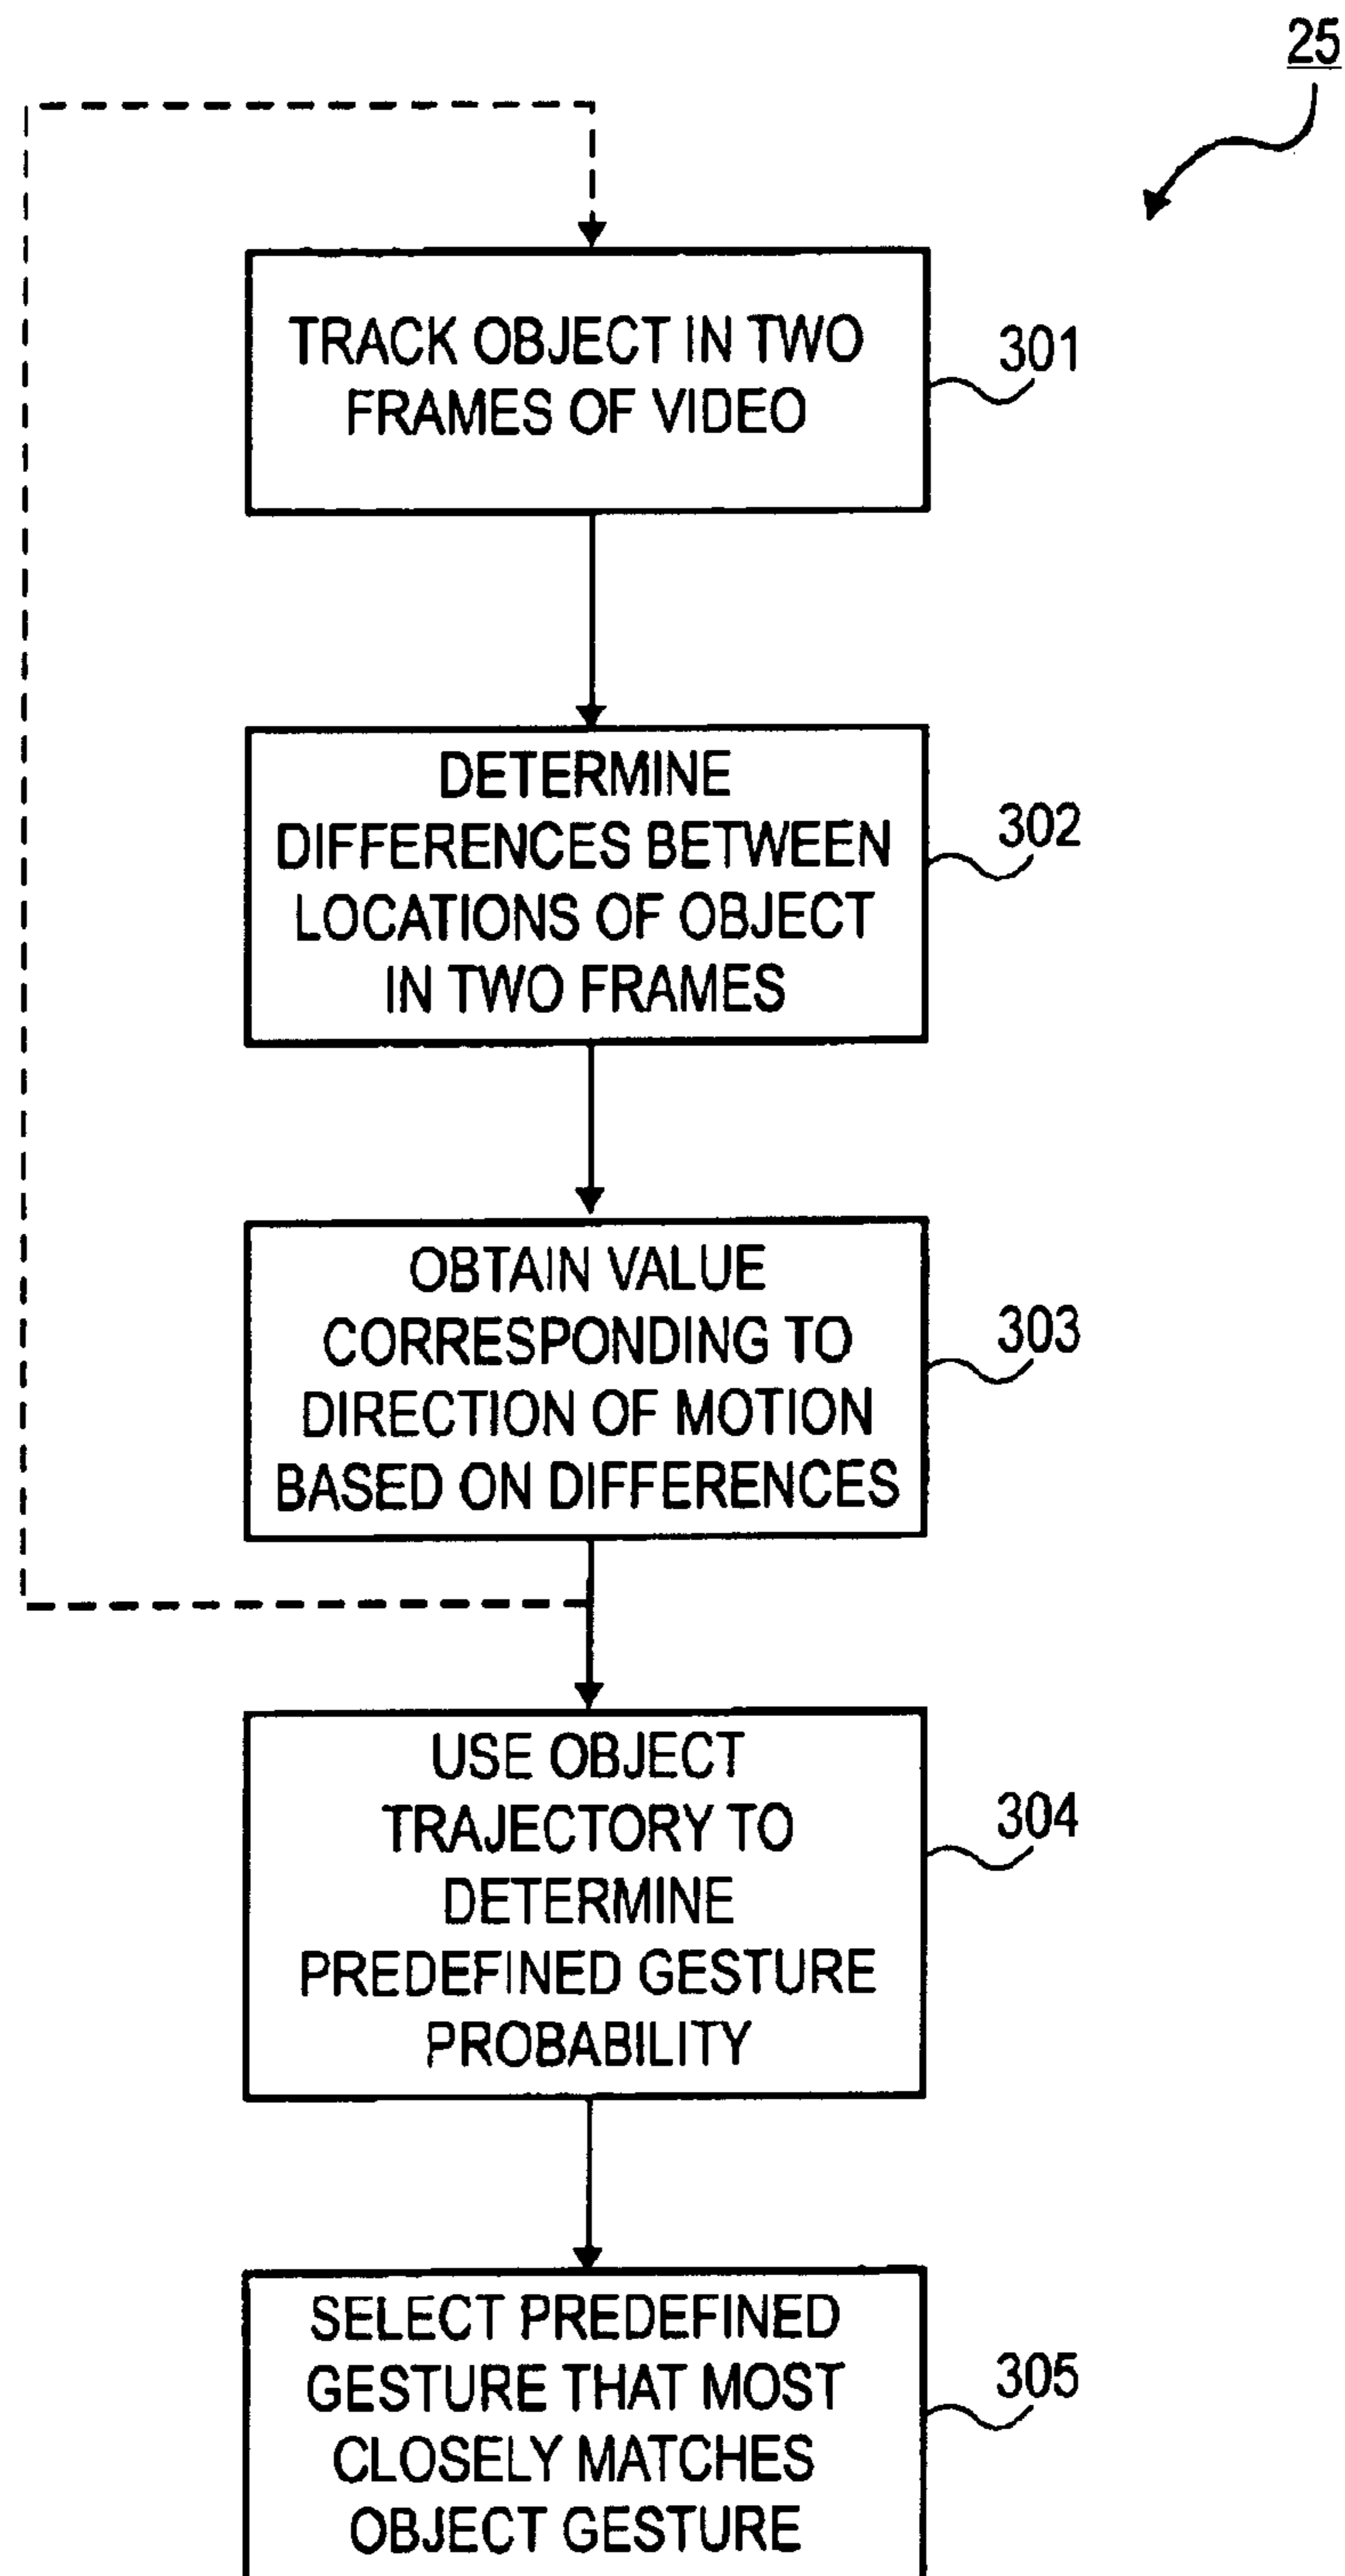 25
TRACK OBJECT IN TWO
FRAMES OF VIDEO
301
DETERMINE
DIFFERENCES BETWEEN
LOCATIONS OF OBJECT
IN TWO FRAMES
302
OBTAIN VALUE
CORRESPONDING TO
DIRECTION OF MOTION
BASED ON DIFFERENCES
303
USE OBJECT
TRAJECTORY TO
DETERMINE
PREDEFINED GESTURE
PROBABILITY
304
SELECT PREDEFINED
GESTURE THAT MOST
CLOSELY MATCHES
OBJECT GESTURE
305